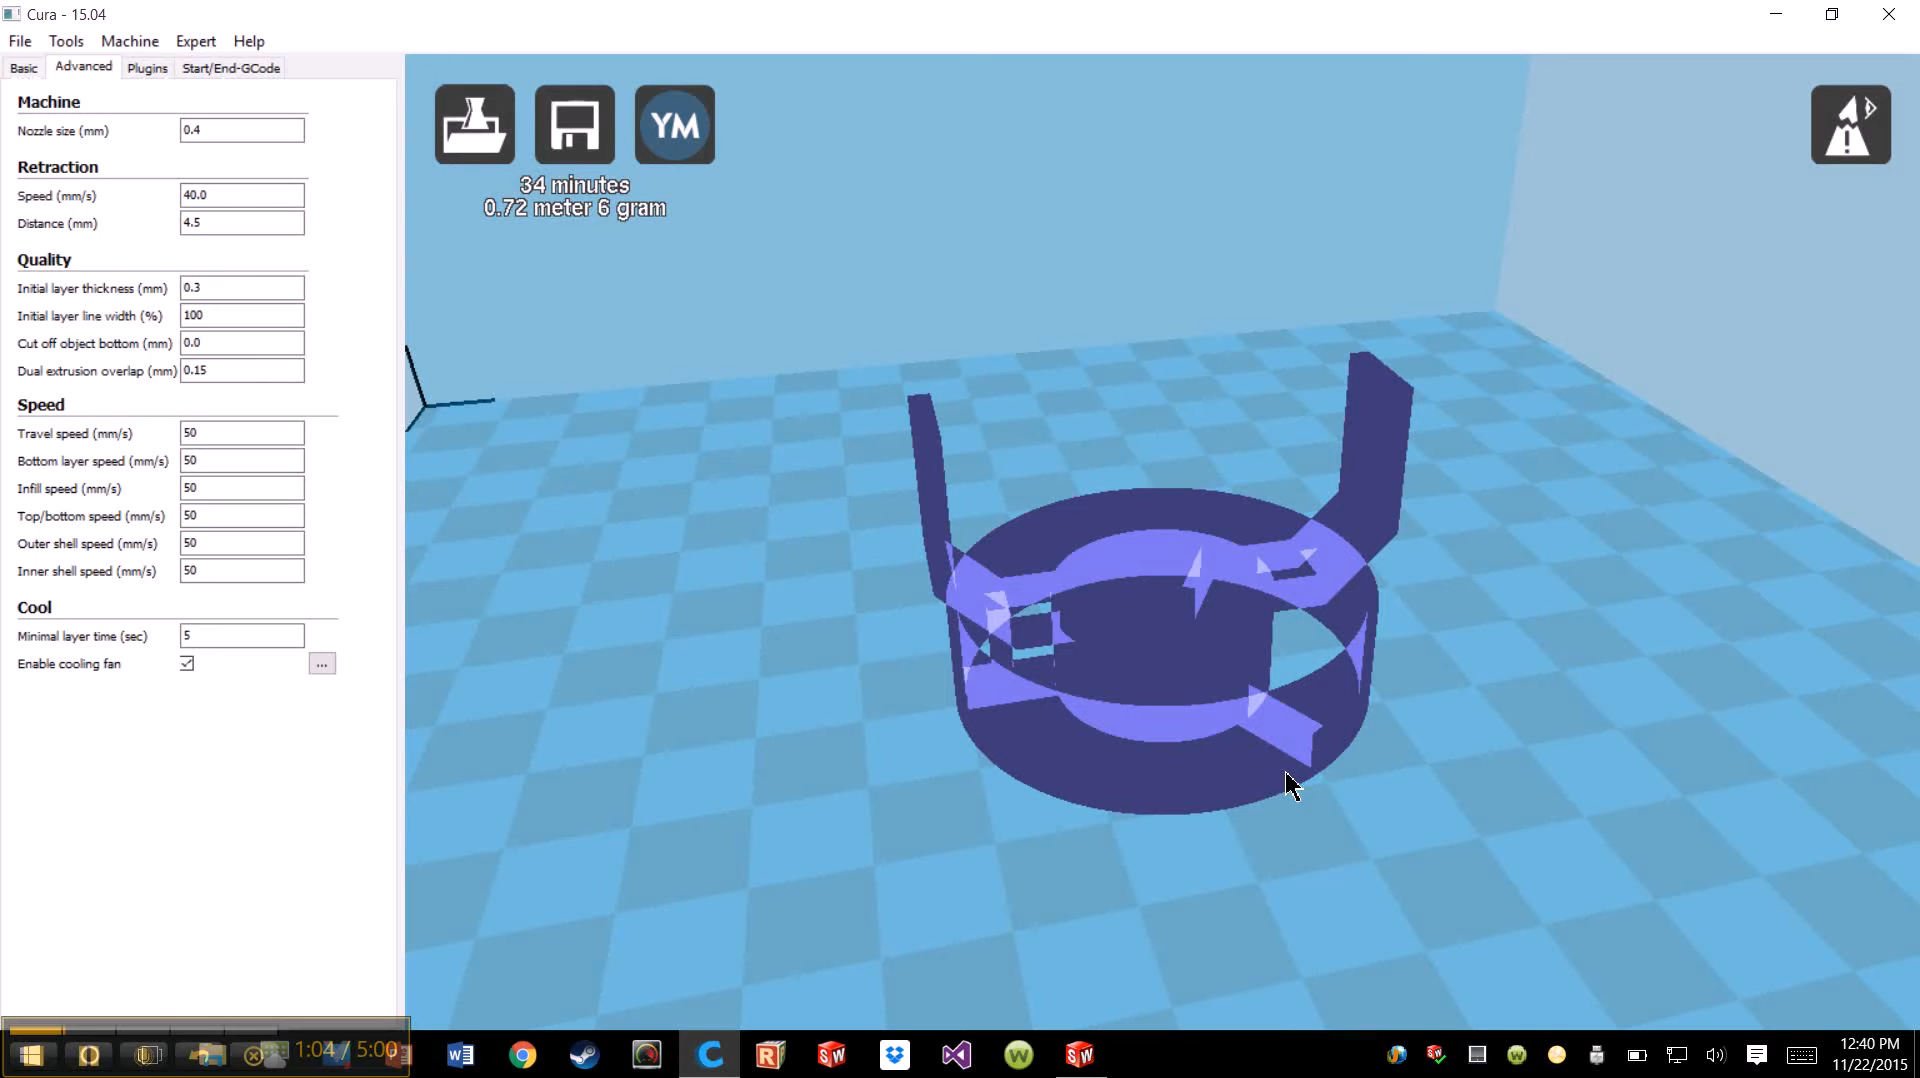 Cura - 15.04
File Tools Machine Expert Help
Basic Advanced Plugins Start/End-GCode
Machine
Nozzle size (mm) 0.4
Retraction
Speed (mm/s) 40.0
Distance (mm) 4.5
Quality
Initial layer thickness (mm) 0.3
Initial layer line width (%) 100
Cut off object bottom (mm) 0.0
Dual extrusion overlap (mm) 0.15
Speed
Travel speed (mm/s) 50
Bottom layer speed (mm/s) 50
Infill speed (mm/s) 50
Top/bottom speed (mm/s) 50
Outer shell speed (mm/s) 50
Inner shell speed (mm/s) 50
Cool
Minimal layer time (sec) 5
Enable cooling fan ...
YM
34 minutes
0.72 meter 6 gram
1:04 / 5:00
12:40 PM
11/22/2015